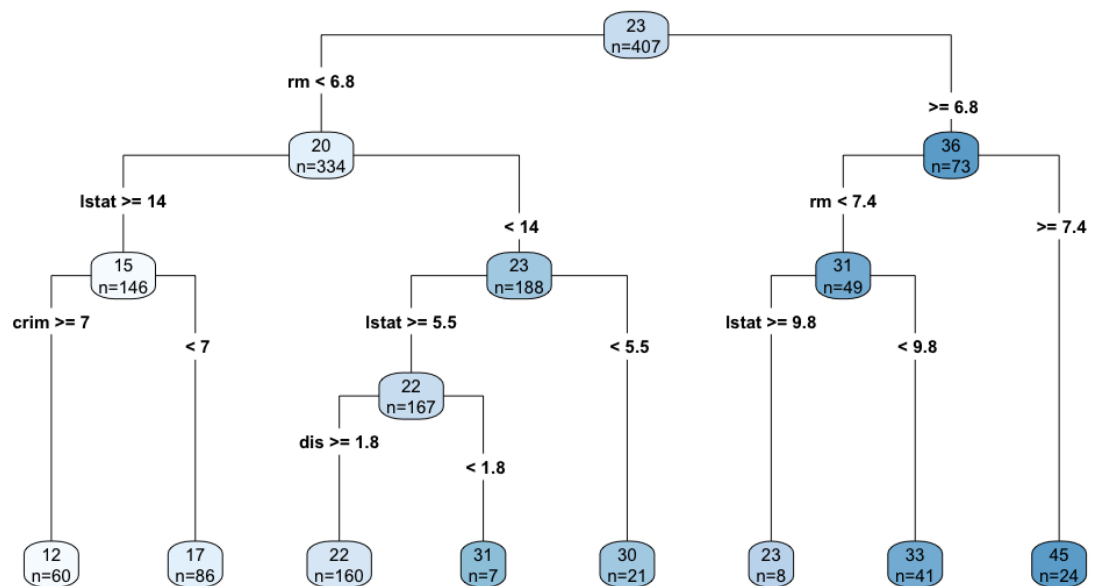 23
n=407
rm < 6.8
>= 6.8
20
n=334
36
n=73
lstat >= 14
< 14
rm < 7.4
>= 7.4
15
n=146
23
n=188
31
n=49
crim >= 7
< 7
lstat >= 5.5
< 5.5
lstat >= 9.8
< 9.8
22
n=167
dis >= 1.8
< 1.8
12
n=60
17
n=86
22
n=160
31
n=7
30
n=21
23
n=8
33
n=41
45
n=24